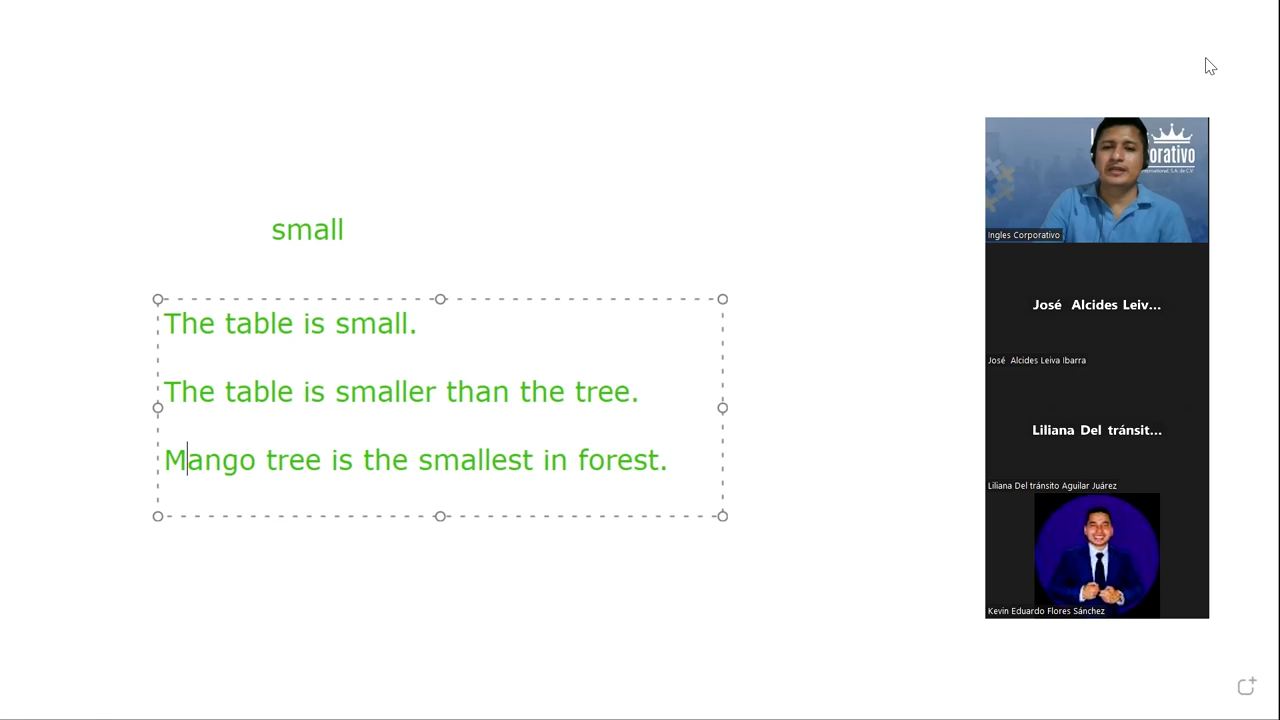 small
The table is small.
The table is smaller than the tree.
Mango tree is the smallest in forest.
orativo
Ingles Corporativo
José Alcides Leiv...
José Alcides Leiva Ibarra
Liliana Del tránsit...
Liliana Del tránsito Aguilar Juárez
Kevin Eduardo Flores Sánchez